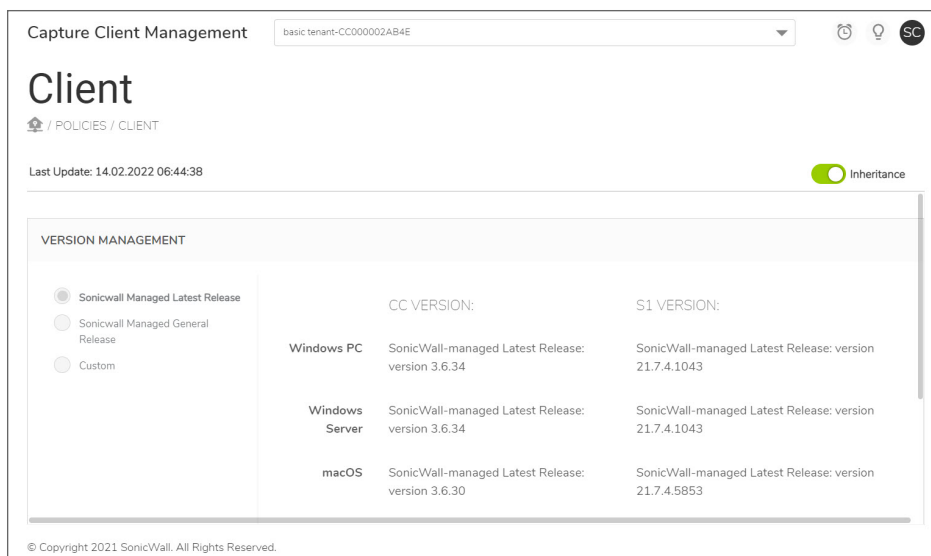 Capture Client Management
basic tenant-CC000002AB4E
SC
Client
/ POLICIES / CLIENT
Last Update: 14.02.2022 06:44:38
Inheritance
VERSION MANAGEMENT
Sonicwall Managed Latest Release
Sonicwall Managed General
Release
Custom
CC VERSION:
S1 VERSION:
Windows PC
SonicWall-managed Latest Release:
version 3.6.34
SonicWall-managed Latest Release: version
21.7.4.1043
Windows
Server
SonicWall-managed Latest Release:
version 3.6.34
SonicWall-managed Latest Release: version
21.7.4.1043
macOS
SonicWall-managed Latest Release:
version 3.6.30
SonicWall-managed Latest Release: version
21.7.4.5853
© Copyright 2021 SonicWall. All Rights Reserved.